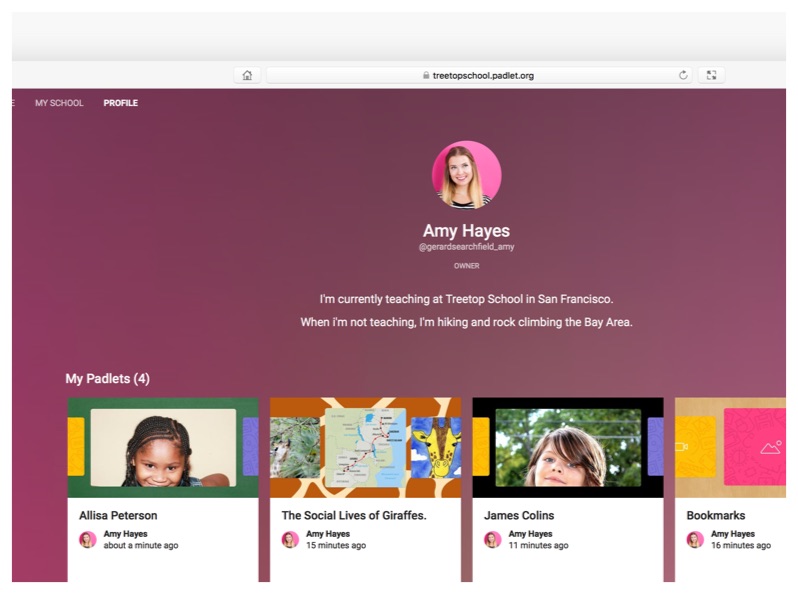 treetopschool.padlet.org
E MY SCHOOL PROFILE
Amy Hayes
@gerardsearchfield_amy
OWNER
I'm currently teaching at Treetop School in San Francisco.
When i'm not teaching, I'm hiking and rock climbing the Bay Area.
My Padlets (4)
Allisa Peterson
Amy Hayes
about a minute ago
The Social Lives of Giraffes.
Amy Hayes
15 minutes ago
James Colins
Amy Hayes
11 minutes ago
Bookmarks
Amy Hayes
16 minutes ago